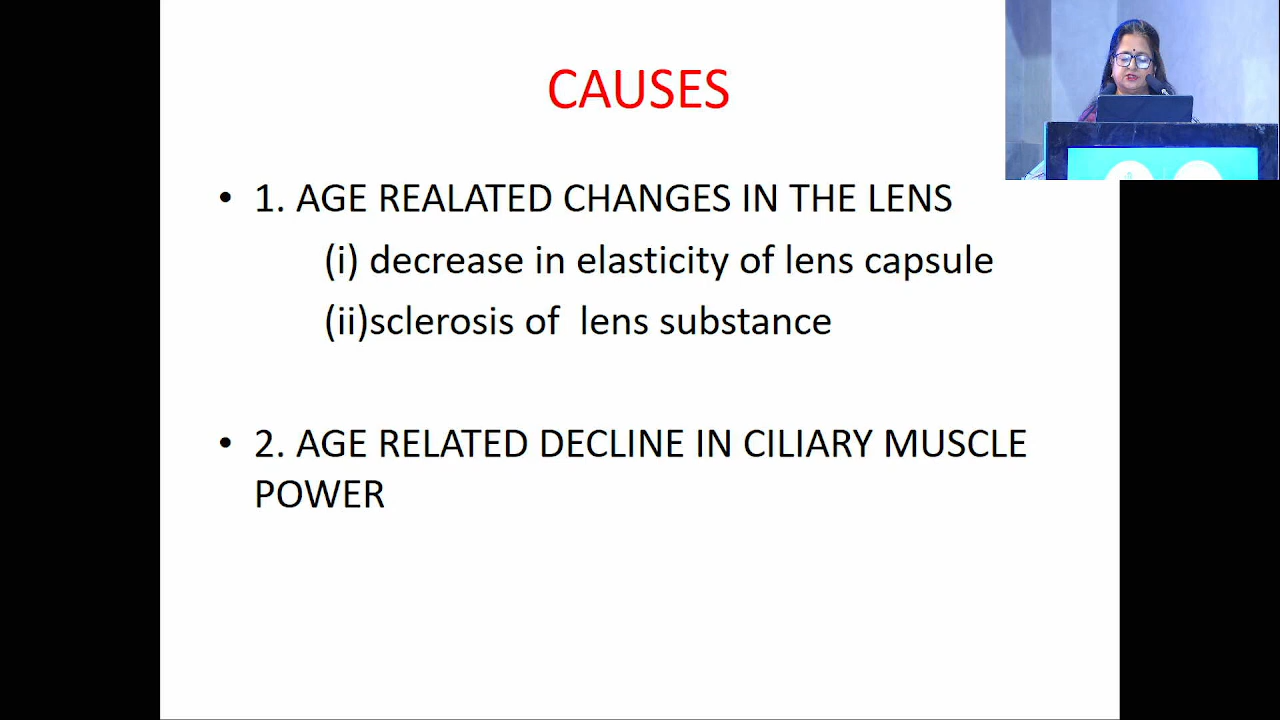 CAUSES
• 1. AGE REALATED CHANGES IN THE LENS
(i) decrease in elasticity of lens capsule
(ii)sclerosis of  lens substance
• 2. AGE RELATED DECLINE IN CILIARY MUSCLE
POWER